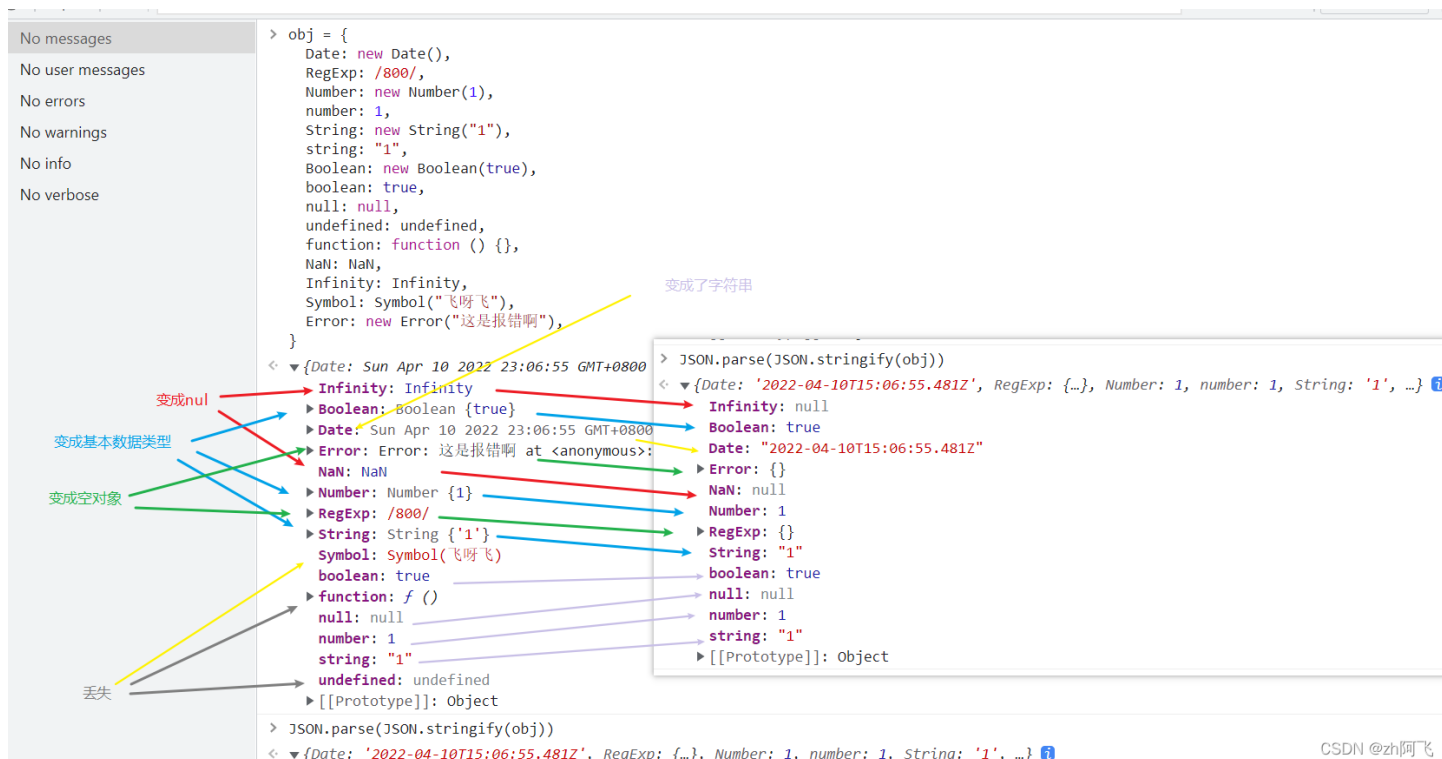 No messages
No user messages
No errors
No warnings
No info
No verbose
obj = {
Date: new Date(),
RegExp: /800/,
Number: new Number(1),
number: 1,
String: new String("1"),
string: "1",
Boolean: new Boolean(true),
boolean: true,
null: null,
undefined: undefined,
function: function () {},
NaN: NaN,
Infinity: Infinity,
Symbol: Symbol("飞呀飞"),
Error: new Error("这是报错啊"),
}
变成了字符串
{Date: Sun Apr 10 2022 23:06:55 GMT+0800
Infinity: Infinity
Boolean: Boolean {true}
Date: Sun Apr 10 2022 23:06:55 GMT+0800
Error: Error: 这是报错啊 at <anonymous>:
NaN: NaN
Number: Number {1}
RegExp: /800/
String: String {'1'}
Symbol: Symbol(飞呀飞)
boolean: true
function: ƒ ()
null: null
number: 1
string: "1"
undefined: undefined
[[Prototype]]: Object
变成nul
变成基本数据类型
变成空对象
丢失
JSON.parse(JSON.stringify(obj))
{Date: '2022-04-10T15:06:55.481Z', RegExp: {…}, Number: 1, number: 1, String: '1', …}
Infinity: null
Boolean: true
Date: "2022-04-10T15:06:55.481Z"
Error: {}
NaN: null
Number: 1
RegExp: {}
String: "1"
boolean: true
null: null
number: 1
string: "1"
[[Prototype]]: Object
JSON.parse(JSON.stringify(obj))
{Date: '2022-04-10T15:06:55.481Z', RegExp: {…}, Number: 1, number: 1, String: '1', …}
CSDN @zh阿飞